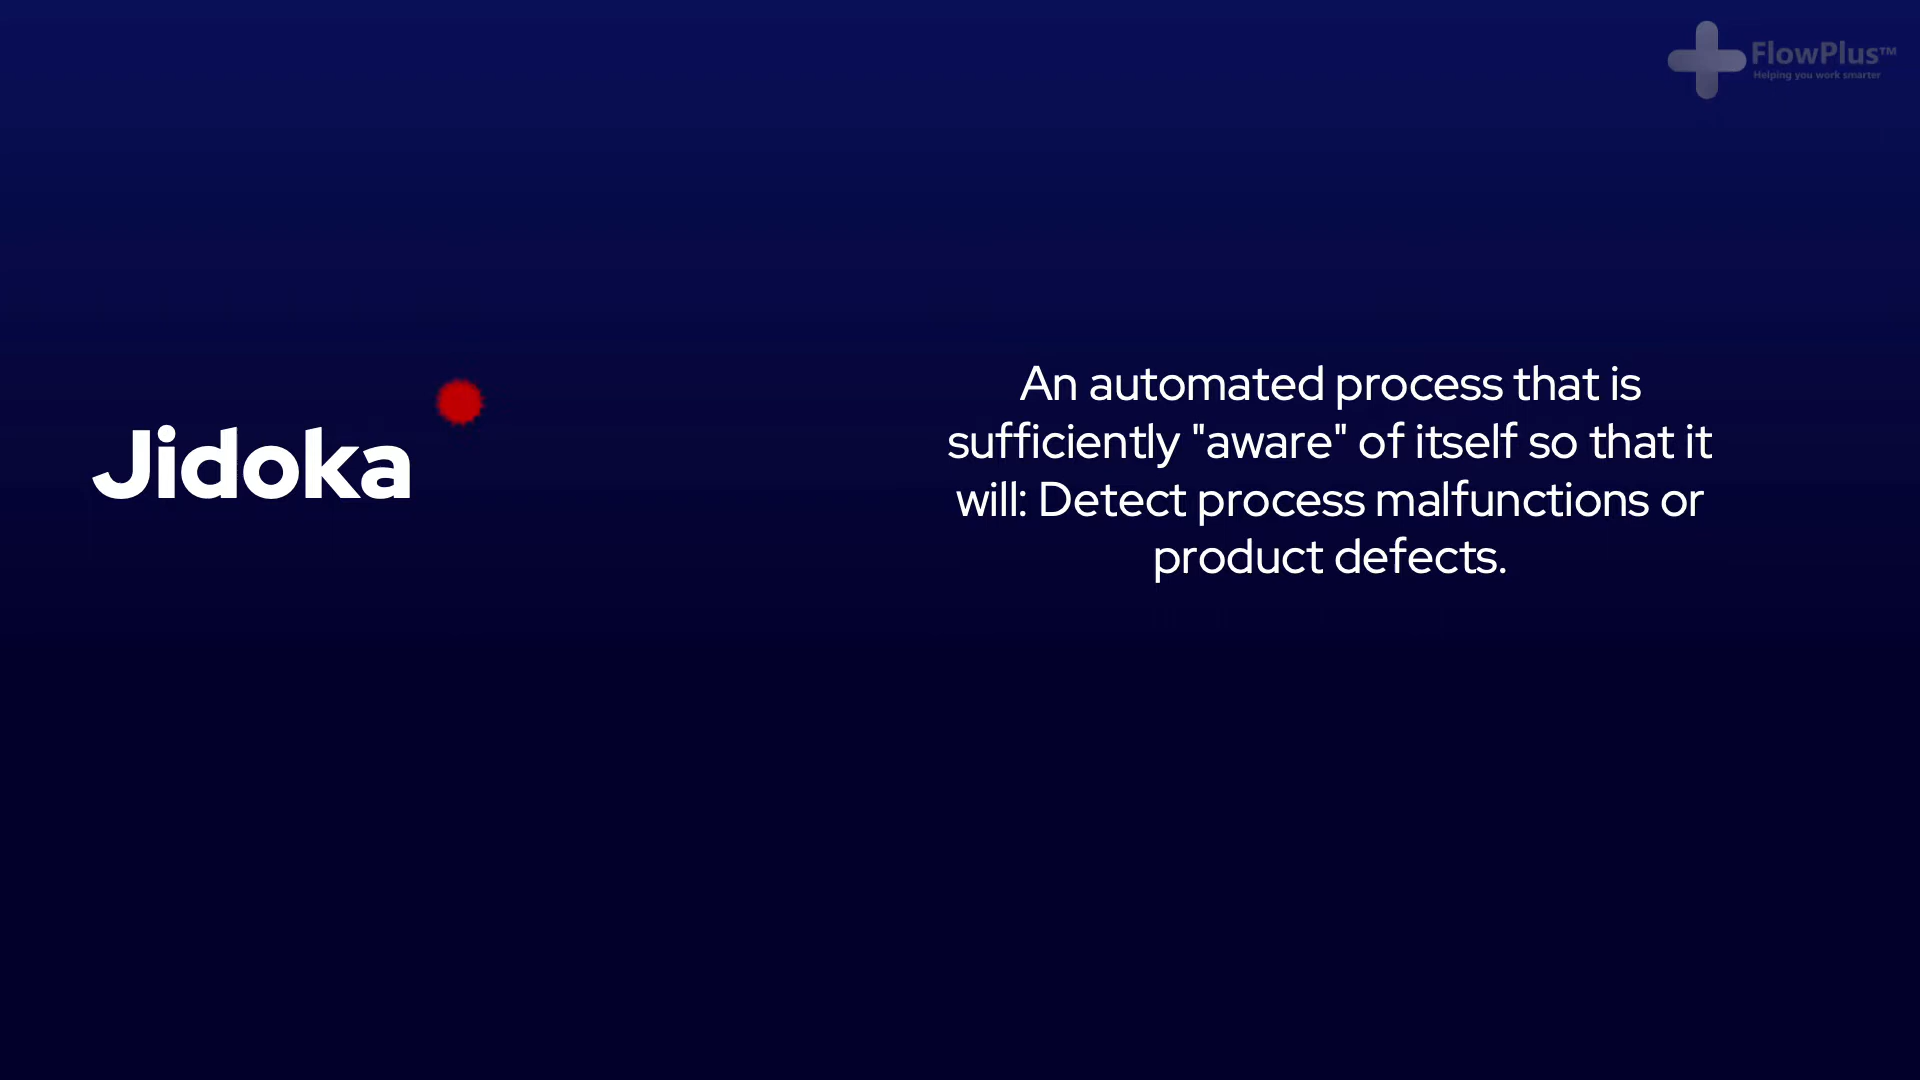 FlowPlus™
Helping you work smarter
Jidoka
An automated process that is
sufficiently "aware" of itself so that it
will: Detect process malfunctions or
product defects.